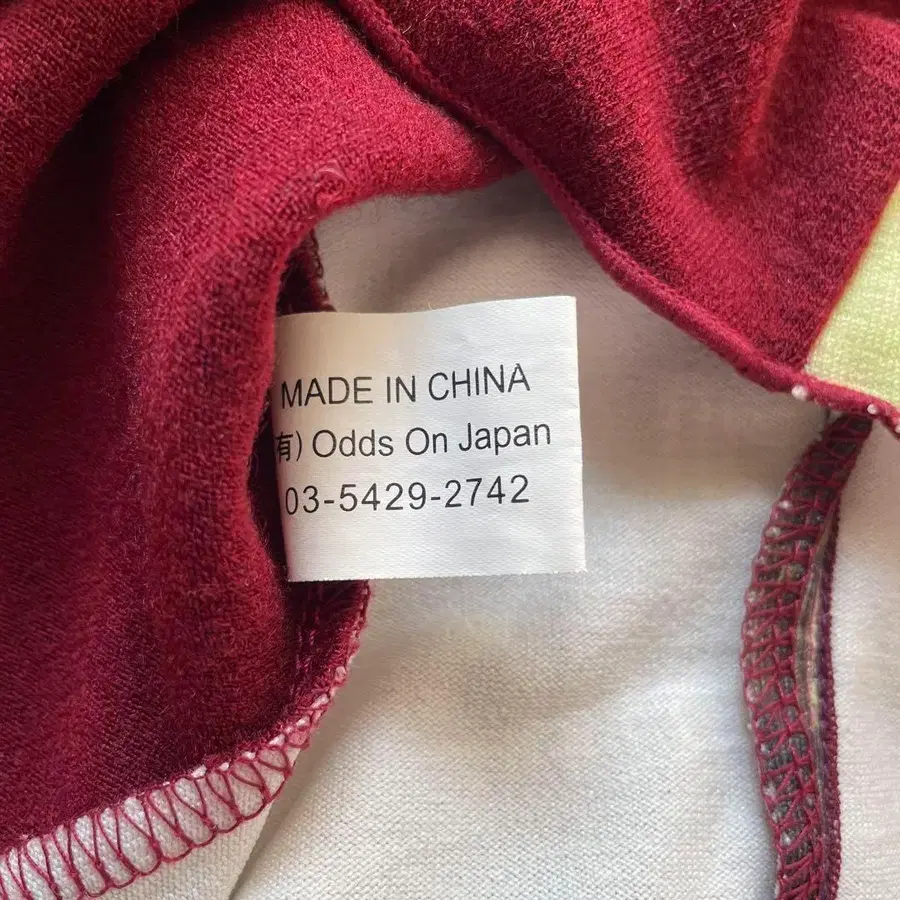 MADE IN CHINA
有) Odds On Japan
03-5429-2742